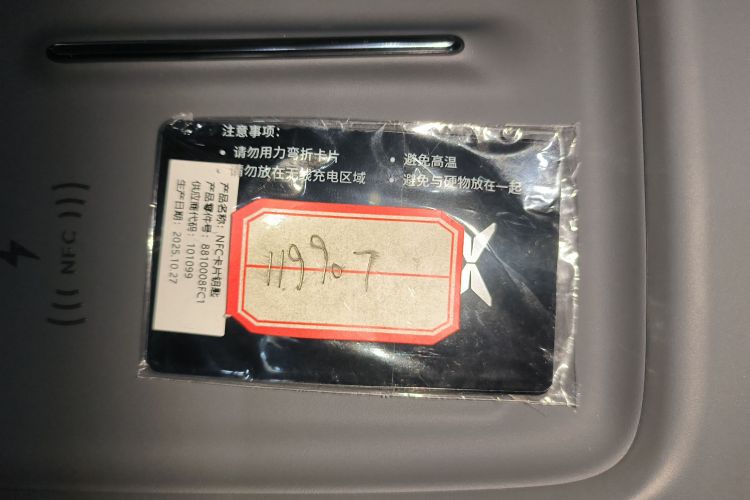 注意事项：
• 请勿用力弯折卡片
• 避免高温
请勿放在无线充电区域
• 避免与硬物放在一起
产品名称：NFC卡片钥匙
产品零件号：8810008FC1
供应商代码：101099
生产日期：2025.10.27
NFC